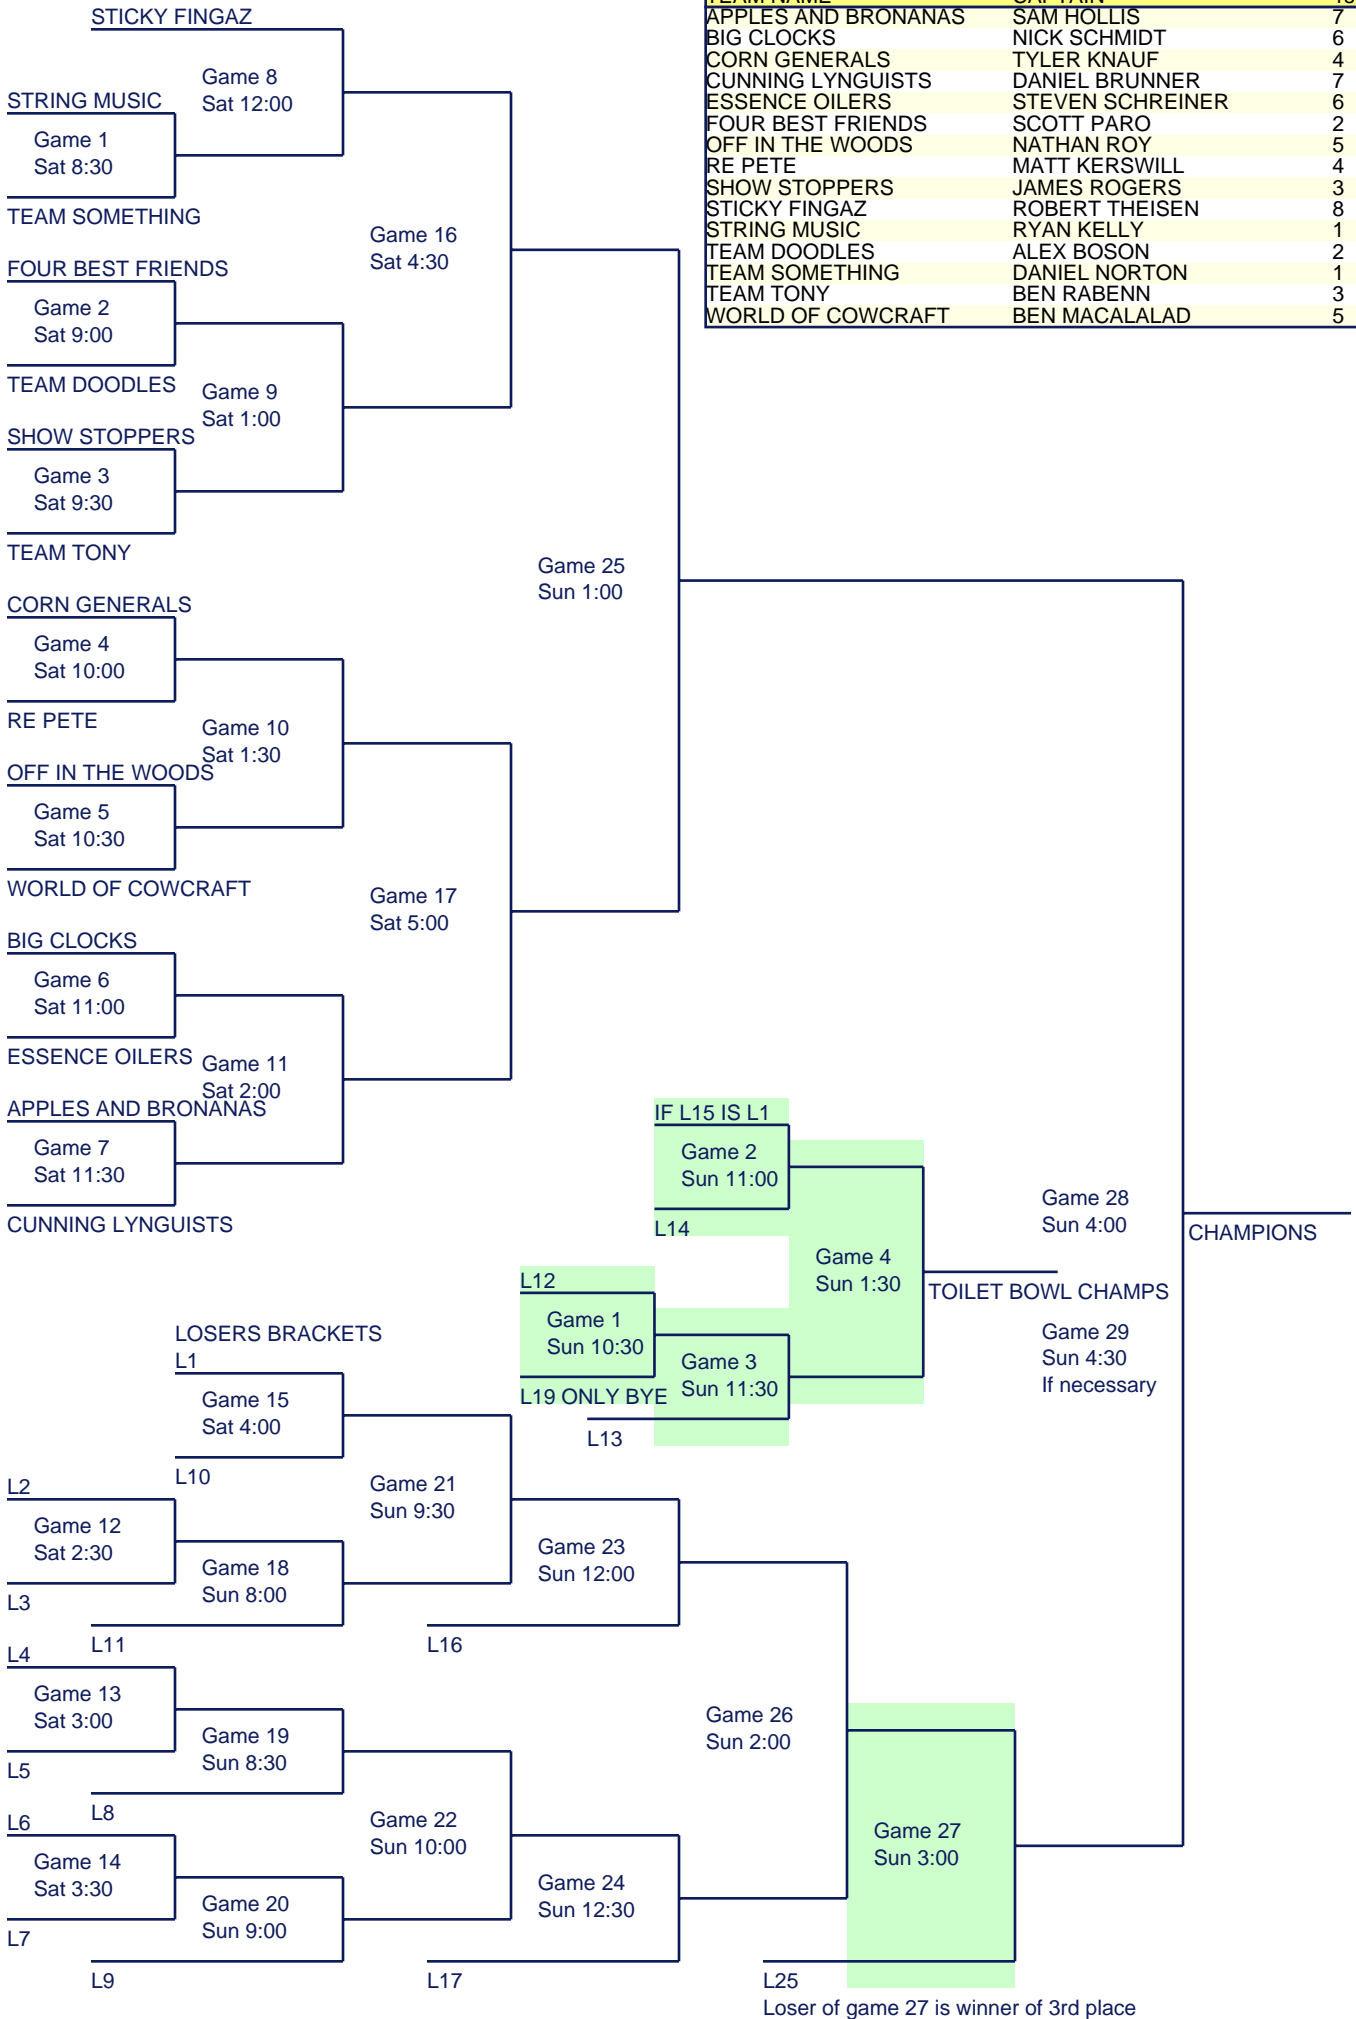 STICKY FINGAZ
Game 8
Sat 12:00
STRING MUSIC
Game 1
Sat 8:30
TEAM SOMETHING
Game 16
Sat 4:30
FOUR BEST FRIENDS
Game 2
Sat 9:00
TEAM DOODLES
Game 9
Sat 1:00
SHOW STOPPERS
Game 3
Sat 9:30
TEAM TONY
Game 25
Sun 1:00
CORN GENERALS
Game 4
Sat 10:00
RE PETE
Game 10
Sat 1:30
OFF IN THE WOODS
Game 5
Sat 10:30
WORLD OF COWCRAFT
Game 17
Sat 5:00
BIG CLOCKS
Game 6
Sat 11:00
ESSENCE OILERS
Game 11
Sat 2:00
APPLES AND BRONANAS
Game 7
Sat 11:30
CUNNING LYNGUISTS
TEAM NAME CAPTAIN
APPLES AND BRONANAS SAM HOLLIS 7
BIG CLOCKS NICK SCHMIDT 6
CORN GENERALS TYLER KNAUF 4
CUNNING LYNGUISTS DANIEL BRUNNER 7
ESSENCE OILERS STEVEN SCHREINER 6
FOUR BEST FRIENDS SCOTT PARO 2
OFF IN THE WOODS NATHAN ROY 5
RE PETE MATT KERSWILL 4
SHOW STOPPERS JAMES ROGERS 3
STICKY FINGAZ ROBERT THEISEN 8
STRING MUSIC RYAN KELLY 1
TEAM DOODLES ALEX BOSON 2
TEAM SOMETHING DANIEL NORTON 1
TEAM TONY BEN RABENN 3
WORLD OF COWCRAFT BEN MACALALAD 5
IF L15 IS L1
Game 2
Sun 11:00
L14
Game 4
Sun 1:30
L12
Game 1
Sun 10:30
L19 ONLY BYE
Game 3
Sun 11:30
L13
TOILET BOWL CHAMPS
Game 28
Sun 4:00
CHAMPIONS
Game 29
Sun 4:30
If necessary
LOSERS BRACKETS
L1
Game 15
Sat 4:00
L10
Game 21
Sun 9:30
L2
Game 12
Sat 2:30
L3
Game 18
Sun 8:00
L11
Game 23
Sun 12:00
L16
L4
Game 13
Sat 3:00
L5
Game 19
Sun 8:30
L8
Game 26
Sun 2:00
L6
Game 14
Sat 3:30
L7
Game 22
Sun 10:00
Game 20
Sun 9:00
L9
Game 24
Sun 12:30
L17
Game 27
Sun 3:00
L25
Loser of game 27 is winner of 3rd place